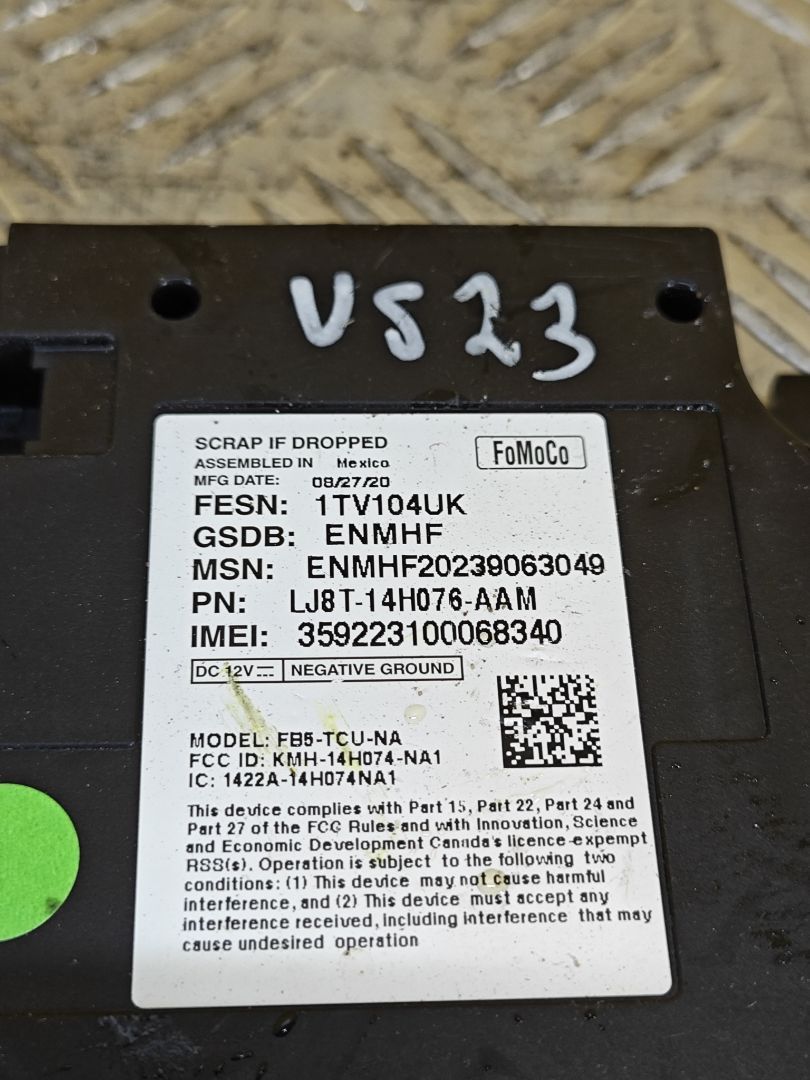 VS23
SCRAP IF DROPPED
FoMoCo
ASSEMBLED IN Mexico
MFG DATE: 08/27/20
FESN: 1TV104UK
GSDB: ENMHF
MSN: ENMHF20239063049
PN: LJ8T-14H076-AAM
IMEI: 359223100068340
DC 12V NEGATIVE GROUND
MODEL: FB5-TCU-NA
FCC ID: KMH-14H074-NA1
IC: 1422A-14H074NA1
This device complies with Part 15, Part 22, Part 24 and
Part 27 of the FCC Rules and with Innovation, Science
and Economic Development Canada's licence-expempt
RSS(s). Operation is subject to the following two
conditions: (1) This device may not cause harmful
interference, and (2) This device must accept any
interference received, including interference that may
cause undesired operation